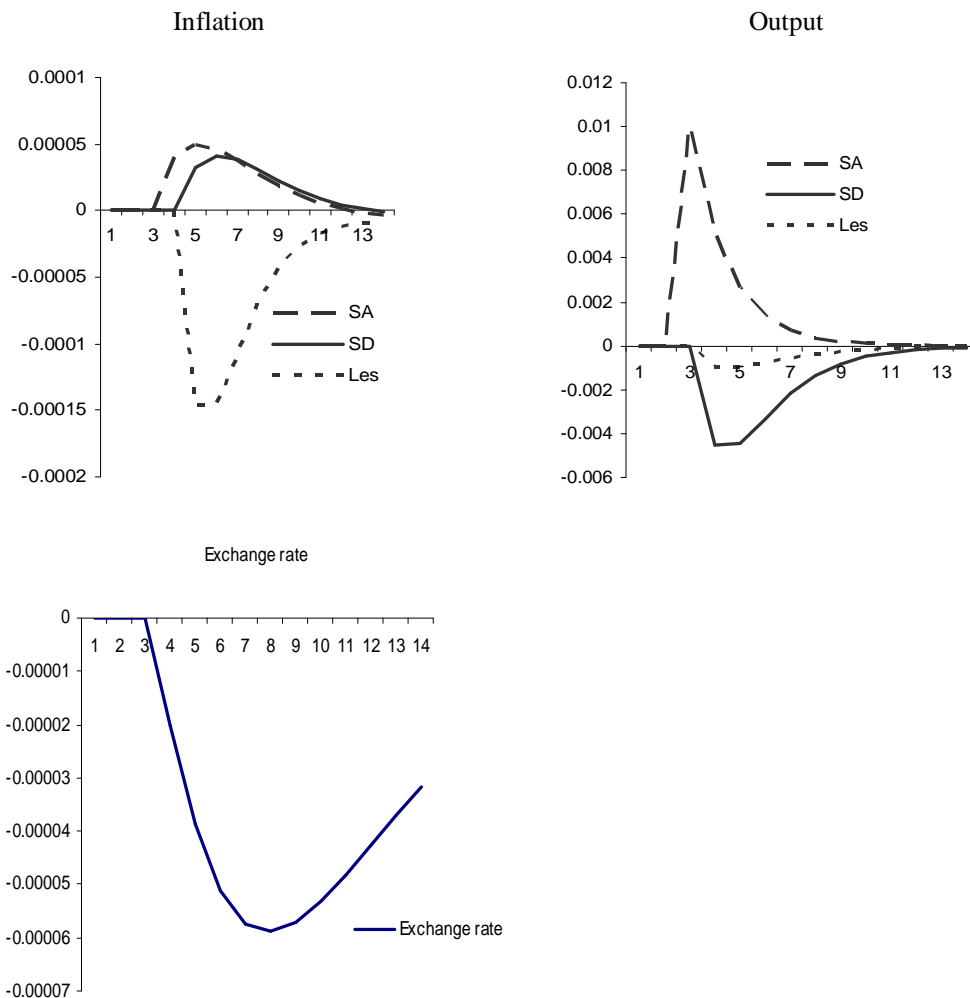 Inflation
0.0001
0.00005
0
-0.00005
-0.0001
-0.00015
-0.0002
1 3 5 7 9 11 13
SA
SD
Les
Output
0.012
0.01
0.008
0.006
0.004
0.002
0
-0.002
-0.004
-0.006
1 3 5 7 9 11 13
SA
SD
Les
Exchange rate
0
-0.00001
-0.00002
-0.00003
-0.00004
-0.00005
-0.00006
-0.00007
1 2 3 4 5 6 7 8 9 10 11 12 13 14
Exchange rate